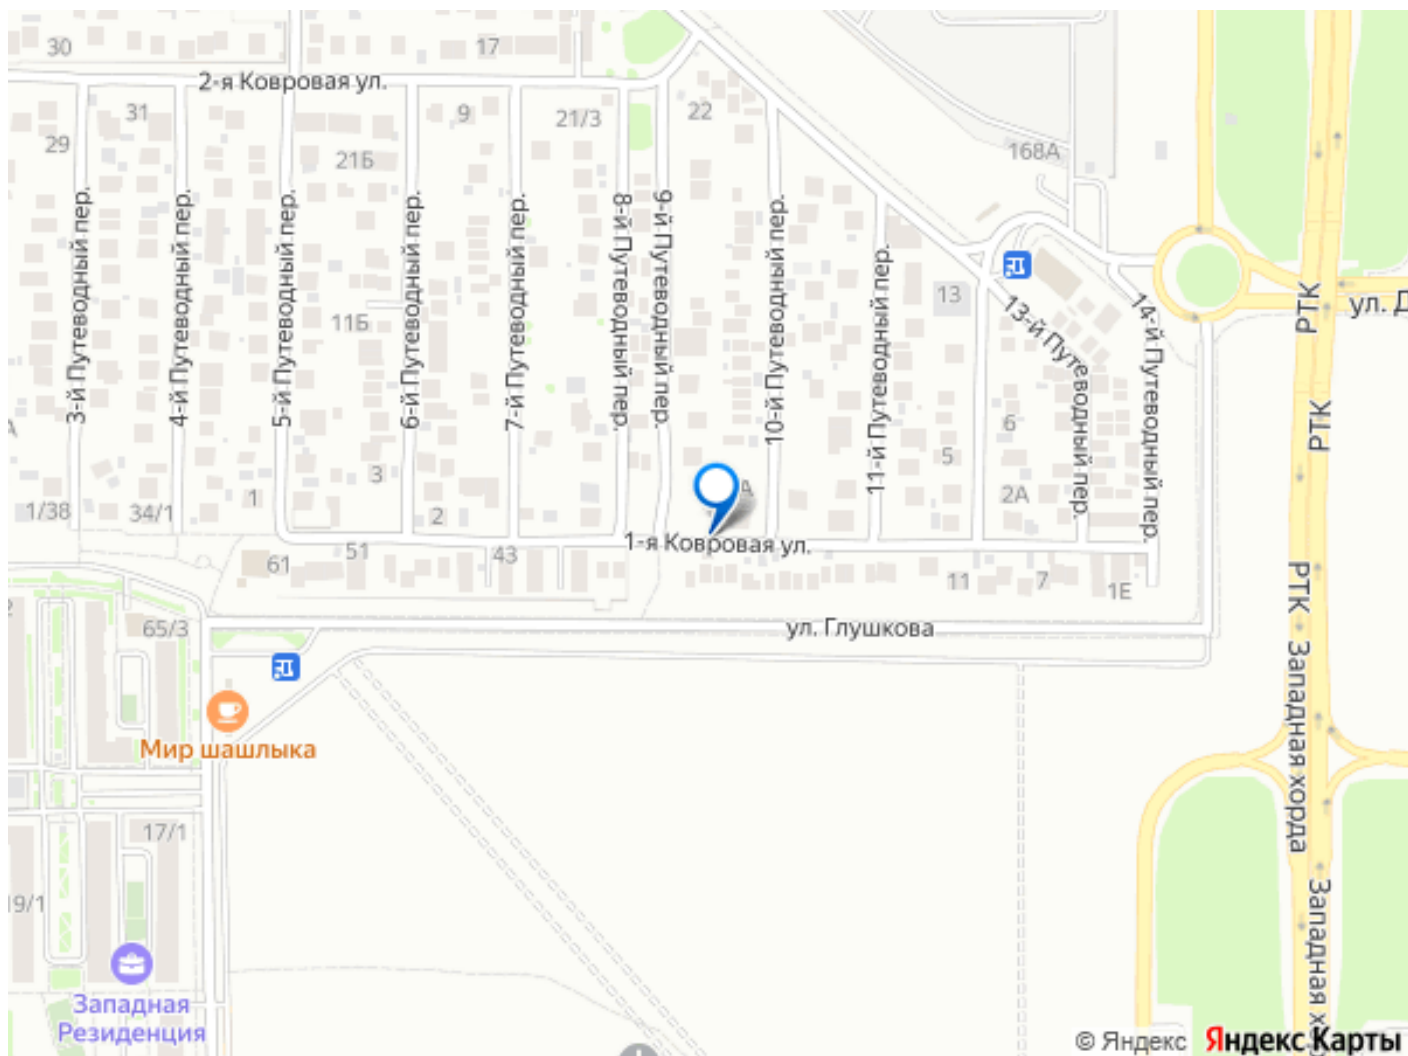 30
17
2-я Ковровая ул.
31
9
21/3
22
29
21Б
168А
3-й Путеводный пер.
4-й Путеводный пер.
5-й Путеводный пер.
6-й Путеводный пер.
7-й Путеводный пер.
8-й Путеводный пер.
9-й Путеводный пер.
10-й Путеводный пер.
11-й Путеводный пер.
13-й Путеводный пер.
14-й Путеводный пер.
13
РТК
ул. Д
11Б
РТК
6
5
3
А
2А
1/38
34/1
1
2
1-я Ковровая ул.
61
51
43
11
7
1Е
РТК
65/3
ул. Глушкова
Западная хорда
Мир шашлыка
17/1
19/1
Западная
Резиденция
Западная х
© Яндекс
Яндекс Карты